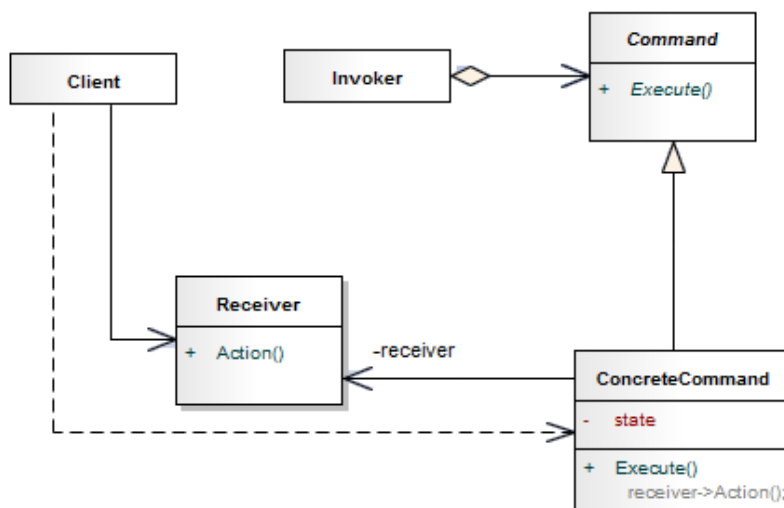 Command
Client
Invoker
+ Execute()
Receiver
+ Action()
-receiver
ConcreteCommand
- state
+ Execute()
receiver->Action();